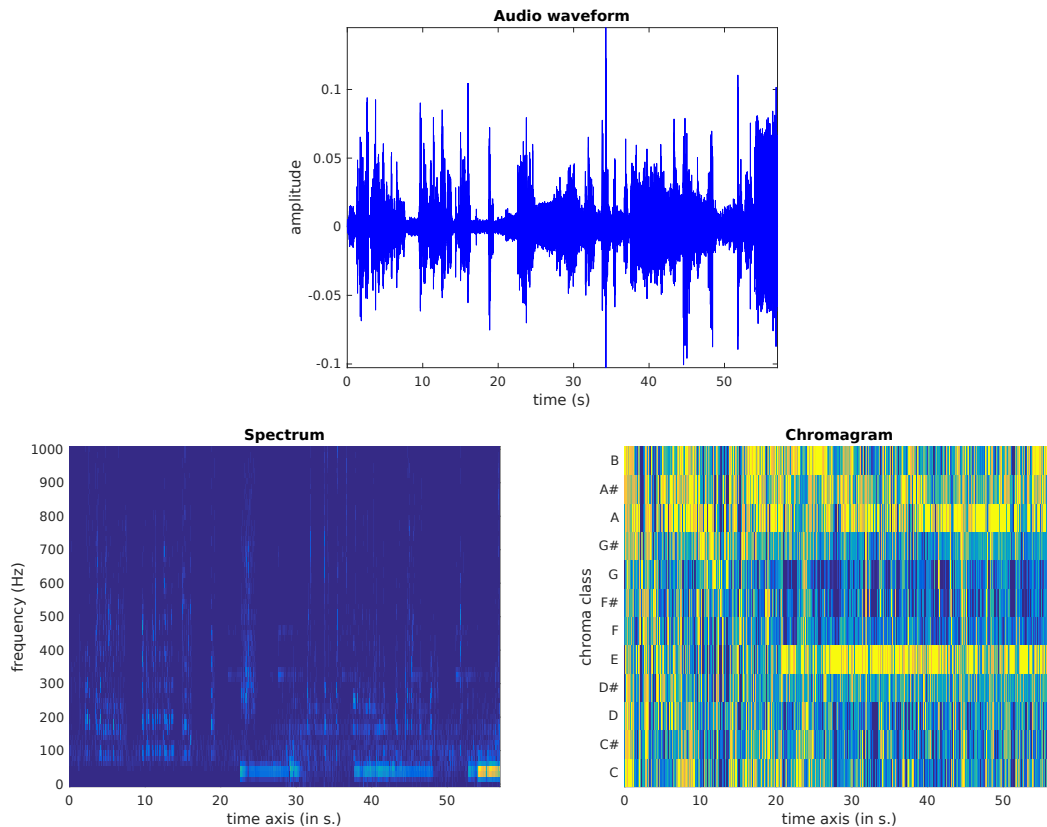 Audio waveform
0.1
0.05
0
-0.05
-0.1
amplitude
0 10 20 30 40 50
time (s)
Spectrum
1000
900
800
700
600
500
400
300
200
100
0
frequency (Hz)
0 10 20 30 40 50
time axis (in s.)
Chromagram
B
A#
A
G#
G
F#
F
E
D#
D
C#
C
chroma class
0 10 20 30 40 50
time axis (in s.)